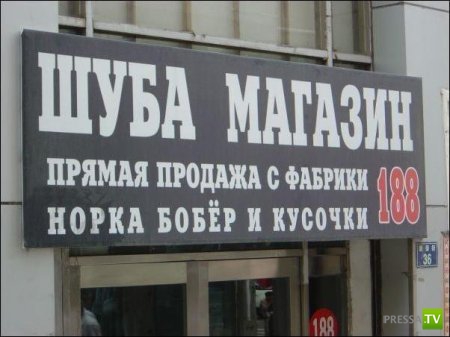 ШУБА МАГАЗИН
ПРЯМАЯ ПРОДАЖА С ФАБРИКИ
188
НОРКА БОБЁР И КУСОЧКИ
36
188
PRESS TV